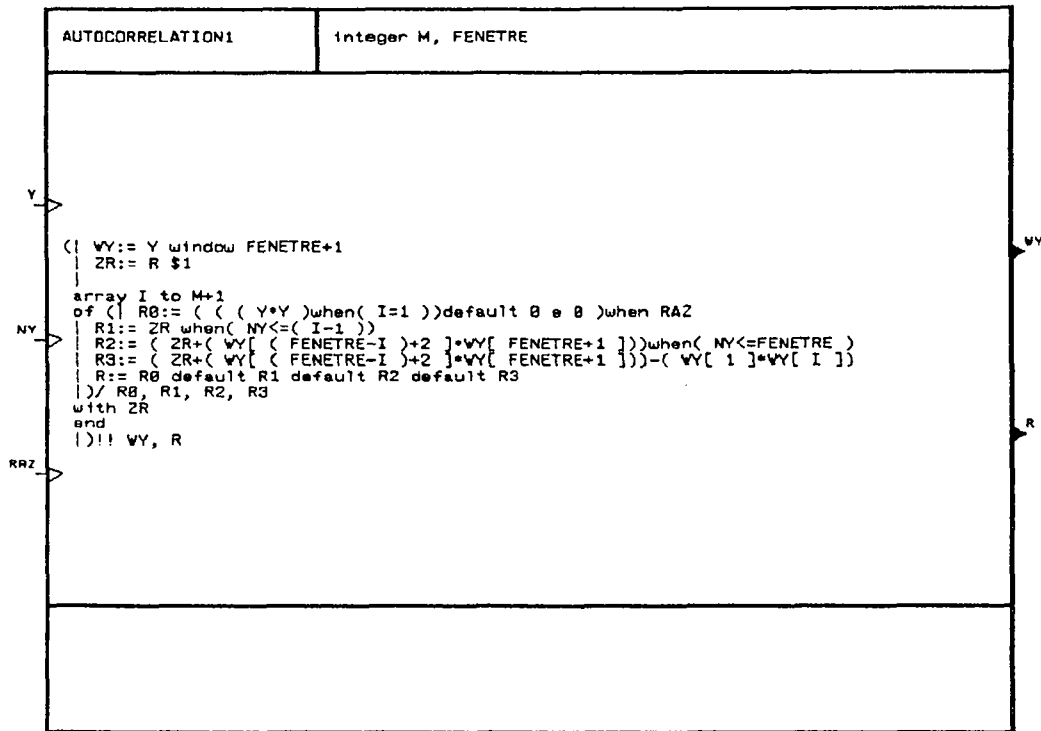 AUTOCORRELATION1
integer M, FENETRE
Y
(| WY:= Y window FENETRE+1
WY
| ZR:= R $1
|
array I to M+1
of (| R0:= ( ( ( Y*Y )when( I=1 ))default 0 e 0 )when RAZ
NY
| R1:= ZR when( NY<=( I-1 ))
| R2:= ( ZR+( WY[ ( FENETRE-I )+2 ]*WY[ FENETRE+1 ]))when( NY<=FENETRE )
| R3:= ( ZR+( WY[ ( FENETRE-I )+2 ]*WY[ FENETRE+1 ]))-( WY[ 1 ]*WY[ I ])
| R:= R0 default R1 default R2 default R3
|)/ R0, R1, R2, R3
with ZR
end
R
|)!! WY, R
RAZ